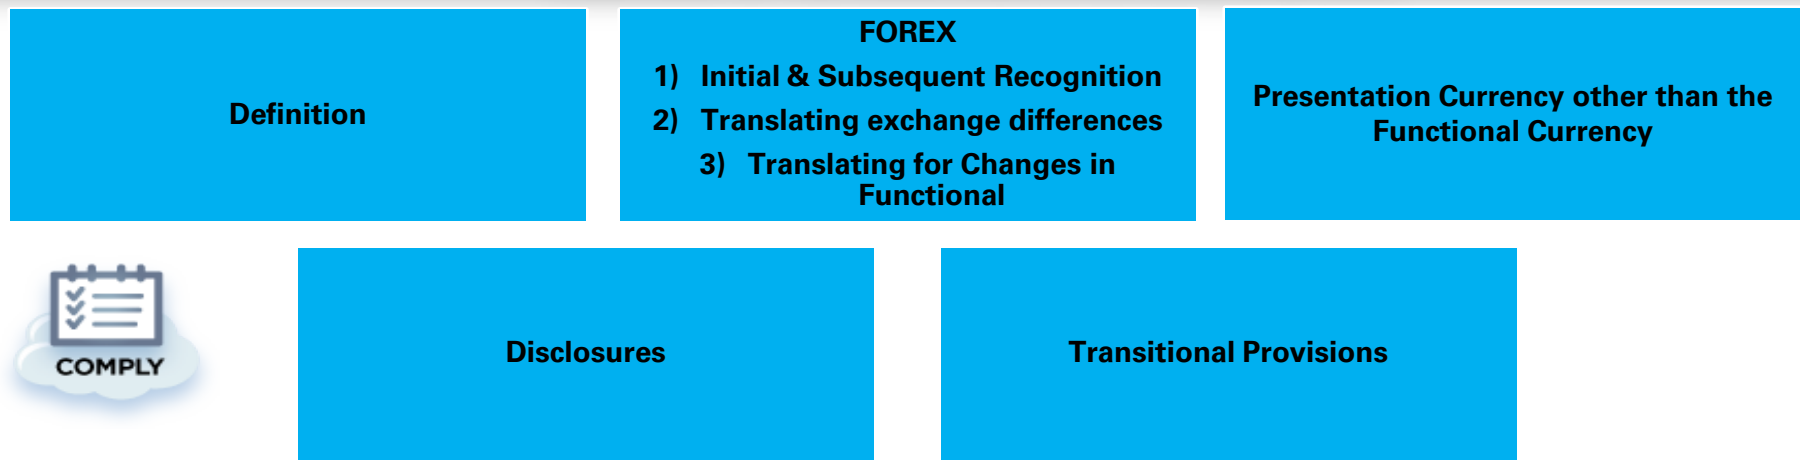 Definition
FOREX
1) Initial & Subsequent Recognition
2) Translating exchange differences
3) Translating for Changes in
Functional
Presentation Currency other than the
Functional Currency
COMPLY
Disclosures
Transitional Provisions